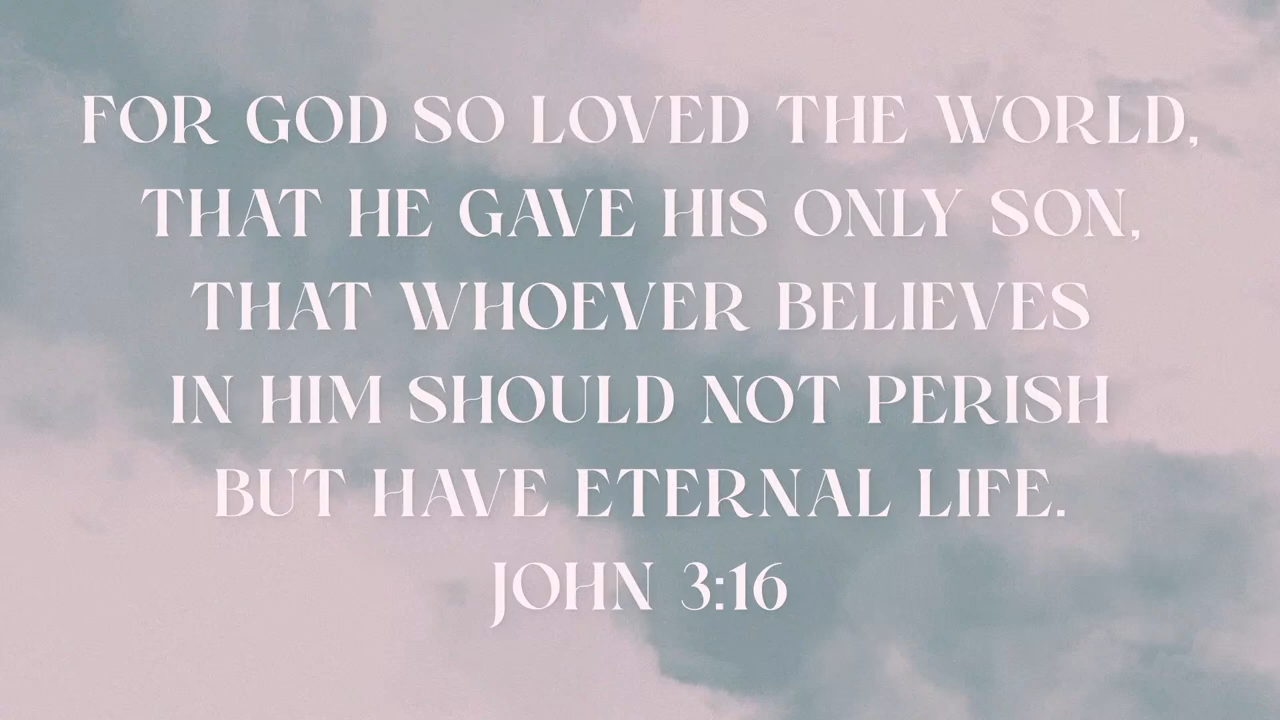 FOR GOD SO LOVED THE WORLD,
THAT HE GAVE HIS ONLY SON,
THAT WHOEVER BELIEVES
IN HIM SHOULD NOT PERISH
BUT HAVE ETERNAL LIFE.
JOHN 3:16